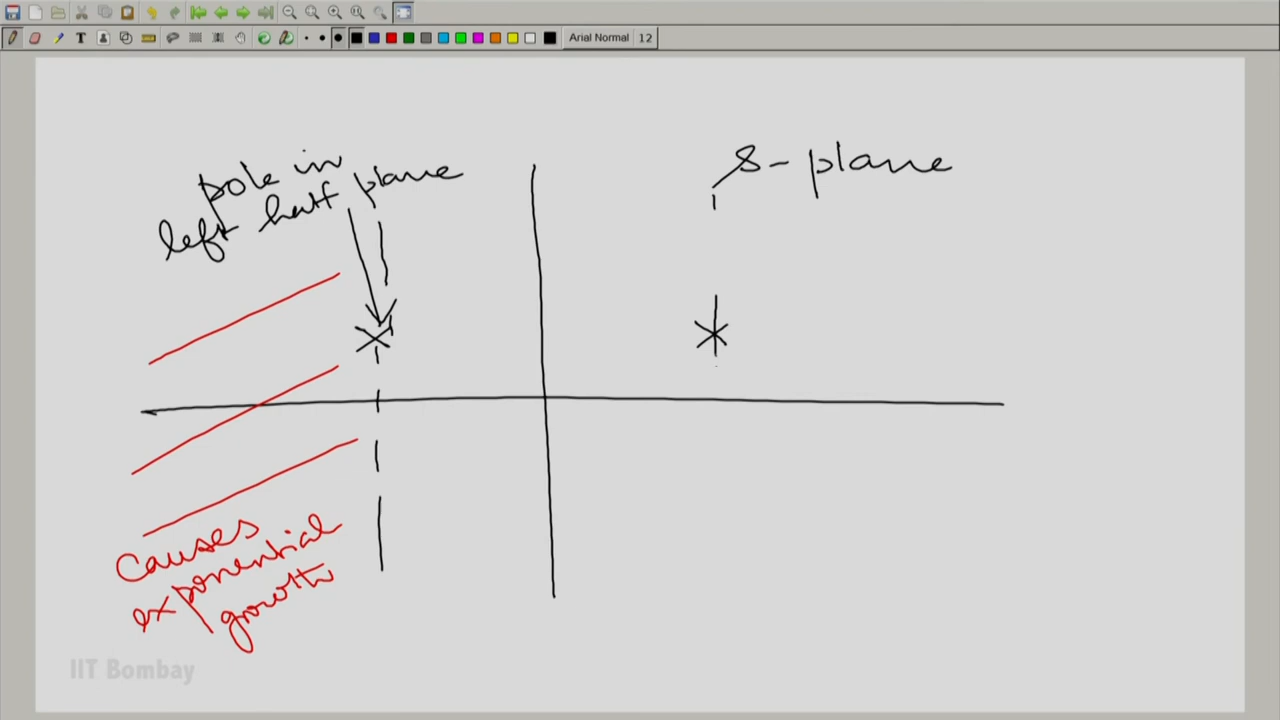 Arial Normal 12
pole in
left half plane
s-plane
causes
exponential
growth
IIT Bombay